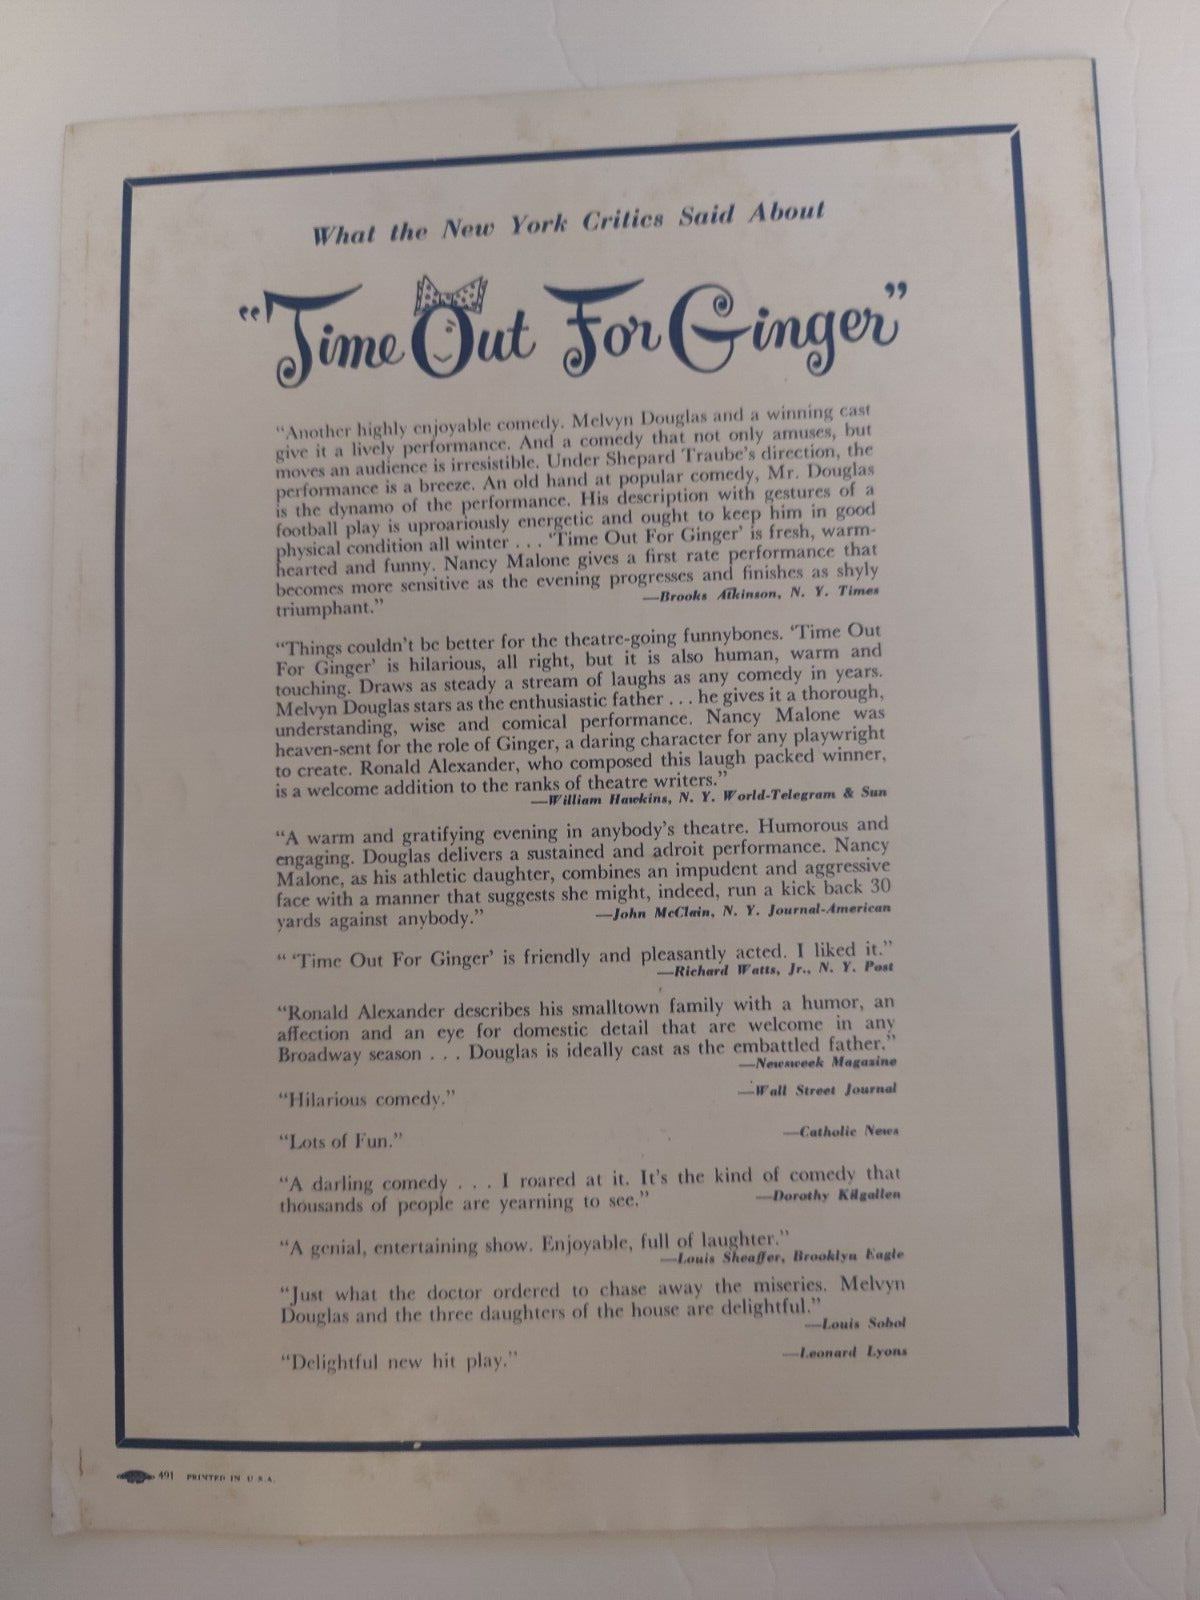 What the New York Critics Said About
“Time Out For Ginger”
“Another highly enjoyable comedy. Melvyn Douglas and a winning cast
give it a lively performance. And a comedy that not only amuses, but
moves an audience is irresistible. Under Shepard Traube's direction, the
performance is a breeze. An old hand at popular comedy, Mr. Douglas
is the dynamo of the performance. His description with gestures of a
football play is uproariously energetic and ought to keep him in good
physical condition all winter . . . ‘Time Out For Ginger’ is fresh, warm-
hearted and funny. Nancy Malone gives a first rate performance that
becomes more sensitive as the evening progresses and finishes as shyly
triumphant.” —Brooks Atkinson, N. Y. Times
“Things couldn't be better for the theatre-going funnybones. ‘Time Out
For Ginger’ is hilarious, all right, but it is also human, warm and
touching. Draws as steady a stream of laughs as any comedy in years.
Melvyn Douglas stars as the enthusiastic father . . . he gives it a thorough,
understanding, wise and comical performance. Nancy Malone was
heaven-sent for the role of Ginger, a daring character for any playwright
to create. Ronald Alexander, who composed this laugh packed winner,
is a welcome addition to the ranks of theatre writers.”
—William Hawkins, N. Y. World-Telegram & Sun
“A warm and gratifying evening in anybody's theatre. Humorous and
engaging. Douglas delivers a sustained and adroit performance. Nancy
Malone, as his athletic daughter, combines an impudent and aggressive
face with a manner that suggests she might, indeed, run a kick back 30
yards against anybody.” —John McClain, N. Y. Journal-American
“ ‘Time Out For Ginger’ is friendly and pleasantly acted. I liked it.”
—Richard Watts, Jr., N. Y. Post
“Ronald Alexander describes his smalltown family with a humor, an
affection and an eye for domestic detail that are welcome in any
Broadway season . . . Douglas is ideally cast as the embattled father.”
—Newsweek Magazine
“Hilarious comedy.” —Wall Street Journal
“Lots of Fun.” —Catholic News
“A darling comedy . . . I roared at it. It's the kind of comedy that
thousands of people are yearning to see.” —Dorothy Kilgallen
“A genial, entertaining show. Enjoyable, full of laughter.”
—Louis Sheaffer, Brooklyn Eagle
“Just what the doctor ordered to chase away the miseries. Melvyn
Douglas and the three daughters of the house are delightful.”
—Louis Sobol
“Delightful new hit play.” —Leonard Lyons
491 PRINTED IN U.S.A.